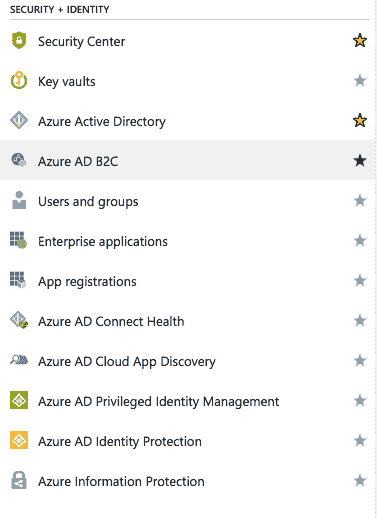 SECURITY + IDENTITY
Security Center
Key vaults
Azure Active Directory
Azure AD B2C
Users and groups
Enterprise applications
App registrations
Azure AD Connect Health
Azure AD Cloud App Discovery
Azure AD Privileged Identity Management
Azure AD Identity Protection
Azure Information Protection